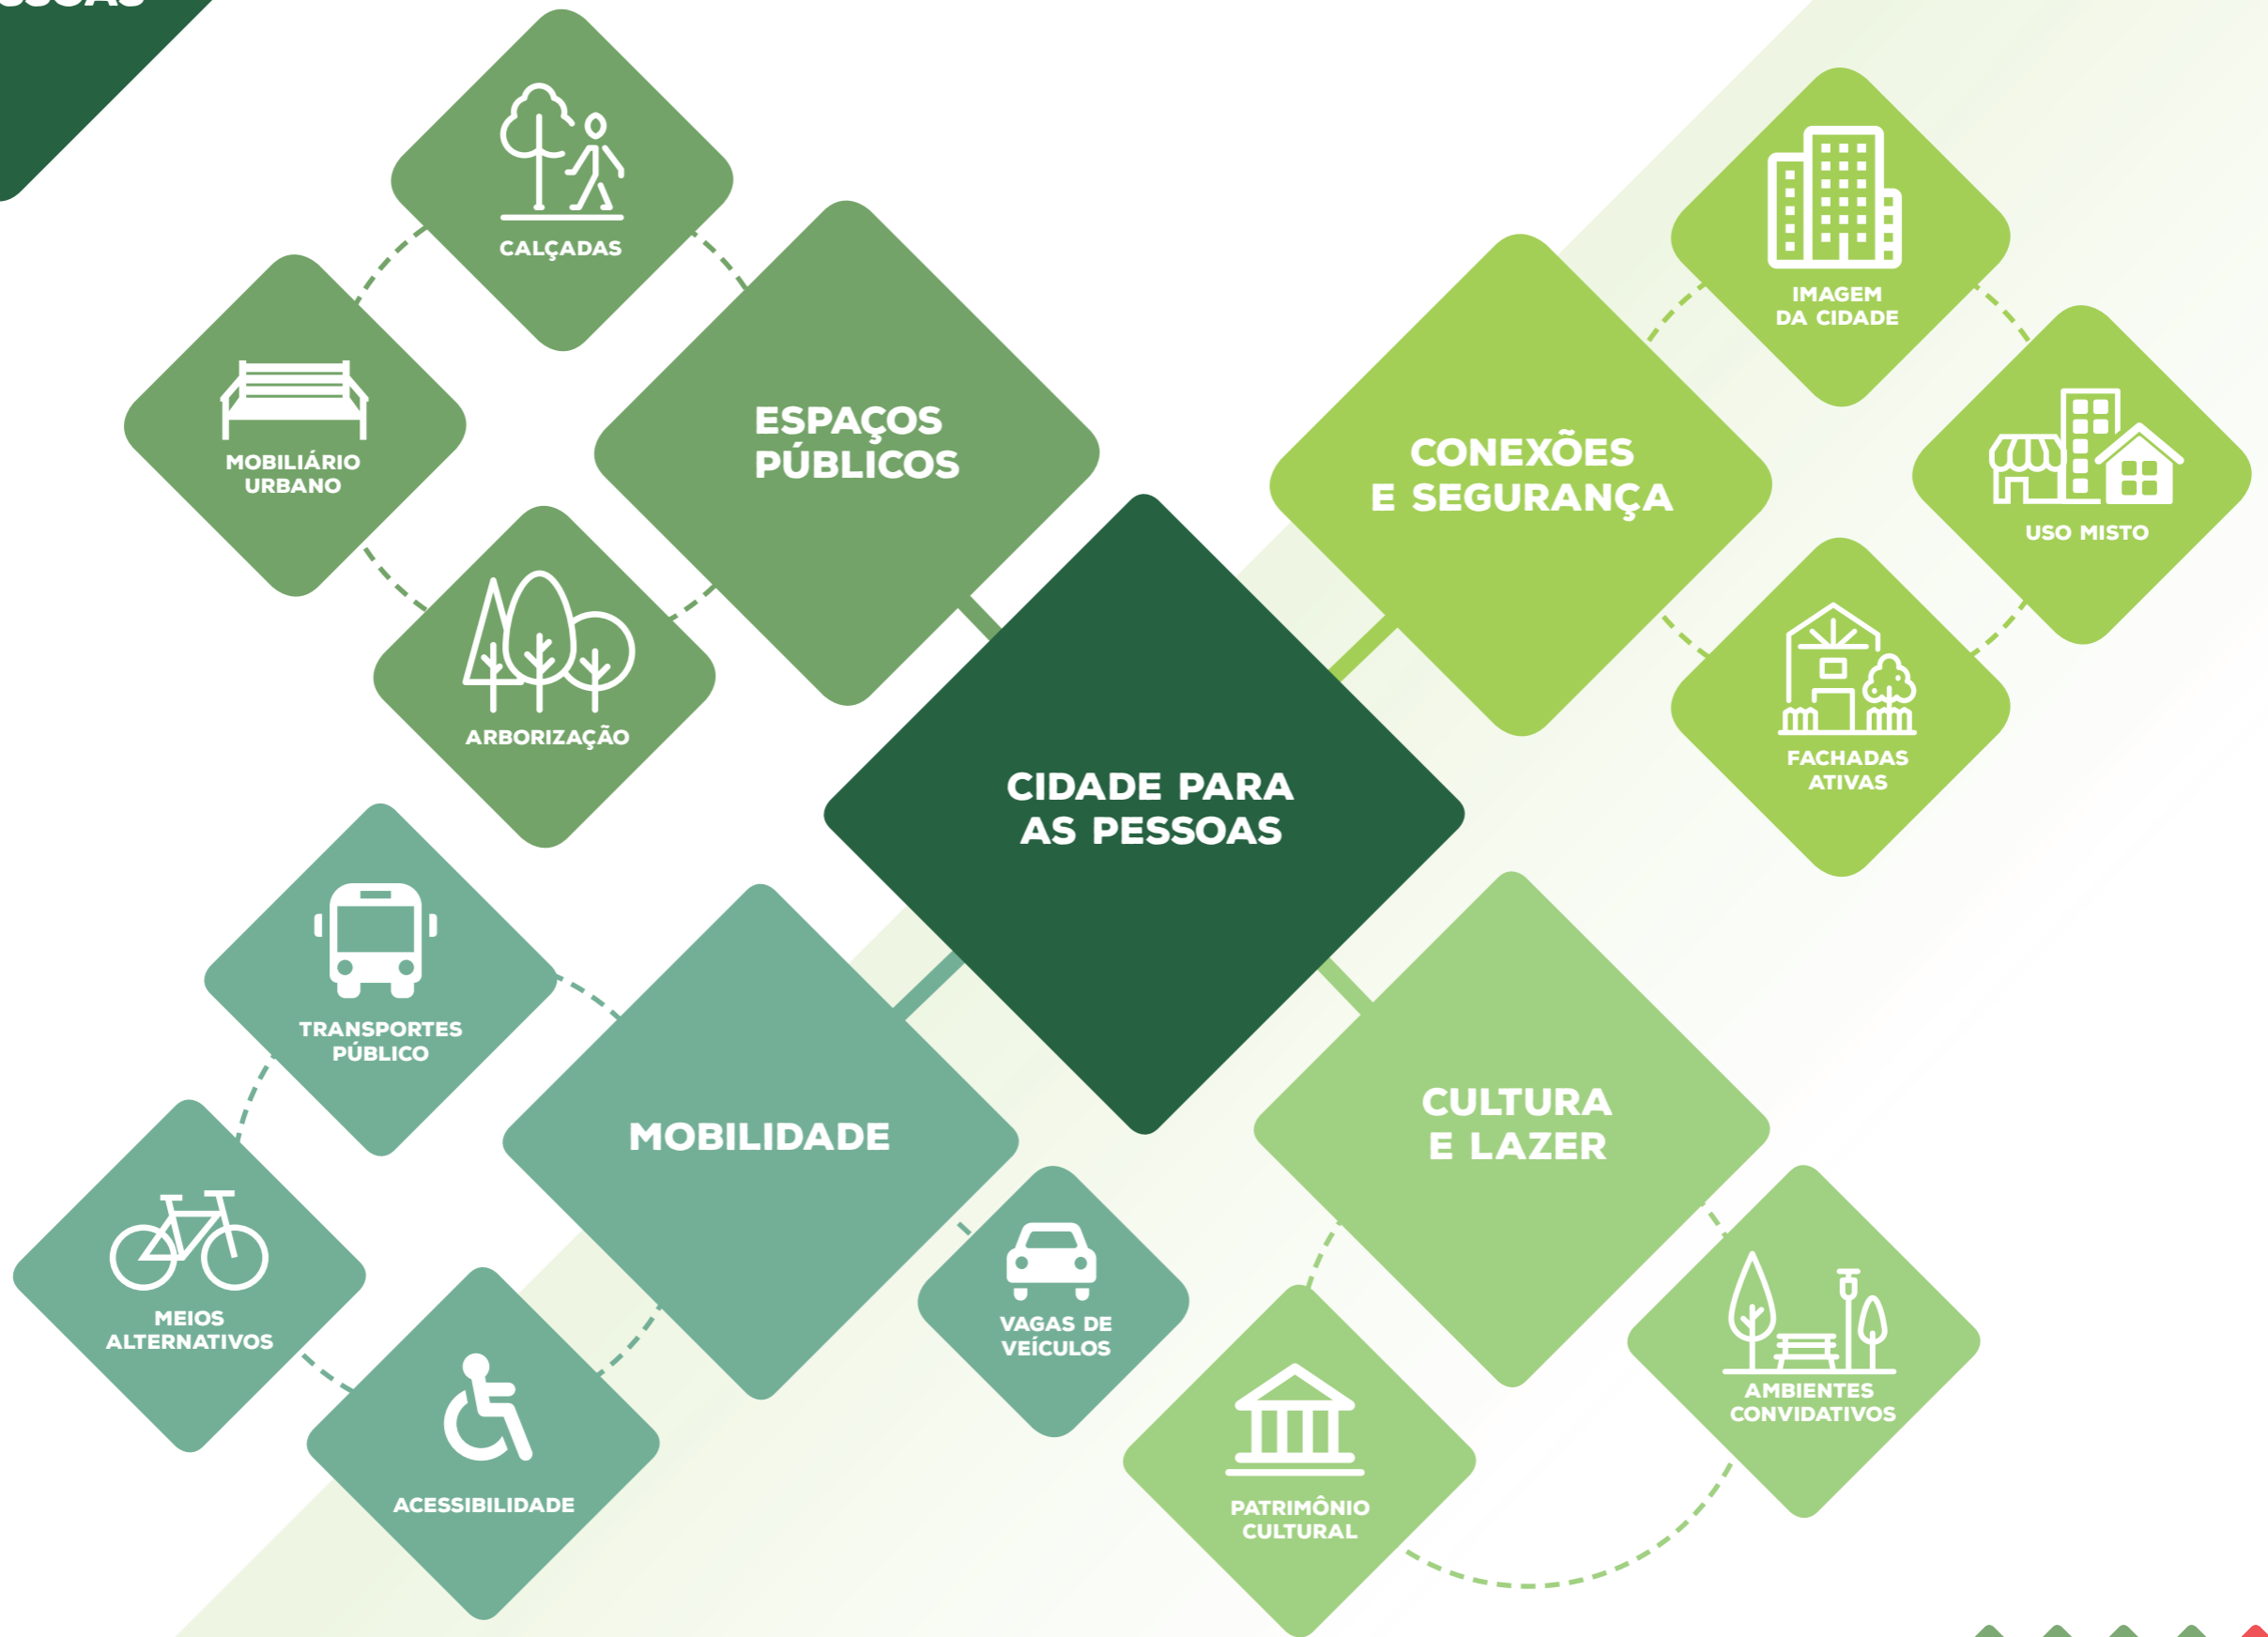 CALÇADAS
MOBILIÁRIO
URBANO
ARBORIZAÇÃO
ESPAÇOS
PÚBLICOS
CONEXÕES
E SEGURANÇA
IMAGEM
DA CIDADE
USO MISTO
FACHADAS
ATIVAS
CIDADE PARA
AS PESSOAS
TRANSPORTES
PÚBLICO
MEIOS
ALTERNATIVOS
ACESSIBILIDADE
MOBILIDADE
VAGAS DE
VEÍCULOS
CULTURA
E LAZER
PATRIMÔNIO
CULTURAL
AMBIENTES
CONVIDATIVOS